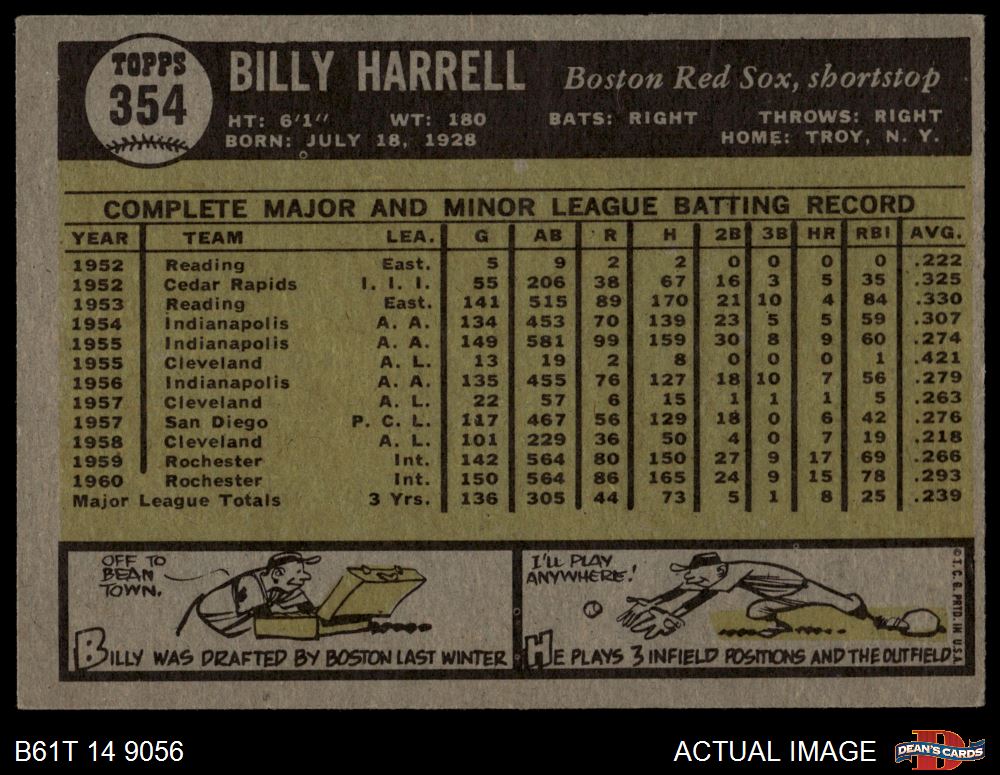 TOPPS
354
BILLY HARRELL
Boston Red Sox, shortstop
HT: 6'1" WT: 180 BATS: RIGHT THROWS: RIGHT
BORN: JULY 18, 1928 HOME: TROY, N. Y.
COMPLETE MAJOR AND MINOR LEAGUE BATTING RECORD
YEAR TEAM LEA. G AB R H 2B 3B HR RBI AVG.
1952 Reading East. 5 9 2 2 0 0 0 0 .222
1952 Cedar Rapids I. I. I. 55 206 38 67 16 3 5 35 .325
1953 Reading East. 141 515 89 170 21 10 4 84 .330
1954 Indianapolis A. A. 134 453 70 139 23 5 5 59 .307
1955 Indianapolis A. A. 149 581 99 159 30 8 9 60 .274
1955 Cleveland A. L. 13 19 2 8 0 0 0 1 .421
1956 Indianapolis A. A. 135 455 76 127 18 10 7 56 .279
1957 Cleveland A. L. 22 57 6 15 1 1 1 5 .263
1957 San Diego P. C. L. 117 467 56 129 18 0 6 42 .276
1958 Cleveland A. L. 101 229 36 50 4 0 7 19 .218
1959 Rochester Int. 142 564 80 150 27 9 17 69 .266
1960 Rochester Int. 150 564 86 165 24 9 15 78 .293
Major League Totals 3 Yrs. 136 305 44 73 5 1 8 25 .239
OFF TO
BEAN
TOWN.
BILLY WAS DRAFTED BY BOSTON LAST WINTER
I'LL PLAY
ANYWHERE!
HE PLAYS 3 INFIELD POSITIONS AND THE OUTFIELD
© T. C. G. PRTD. IN U.S.A.
B61T 14 9056
ACTUAL IMAGE
DEAN'S CARDS